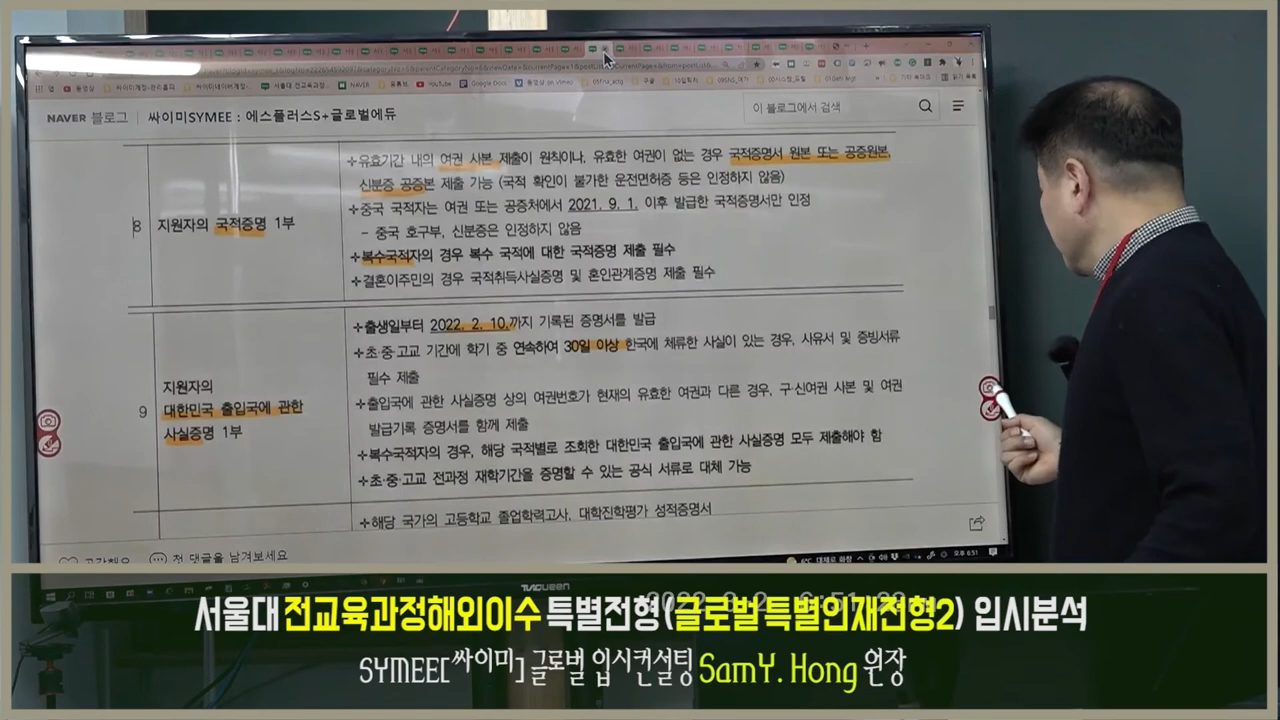 NAVER 블로그 | 싸이미SYMEE : 에스플러스S+글로벌에듀
이 블로그에서 검색
8
지원자의 국적증명 1부
✢유효기간 내의 여권 사본 제출이 원칙이나, 유효한 여권이 없는 경우 국적증명서 원본 또는 공증원본,
신분증 공증본 제출 가능 (국적 확인이 불가한 운전면허증 등은 인정하지 않음)
✢중국 국적자는 여권 또는 공증처에서 2021. 9. 1. 이후 발급한 국적증명서만 인정
- 중국 호구부, 신분증은 인정하지 않음
✢복수국적자의 경우 복수 국적에 대한 국적증명 제출 필수
✢결혼이주민의 경우 국적취득사실증명 및 혼인관계증명 제출 필수
9
지원자의
대한민국 출입국에 관한
사실증명 1부
✢출생일부터 2022. 2. 10.까지 기록된 증명서를 발급
✢초·중·고교 기간에 학기 중 연속하여 30일 이상 한국에 체류한 사실이 있는 경우, 사유서 및 증빙서류
필수 제출
✢출입국에 관한 사실증명 상의 여권번호가 현재의 유효한 여권과 다른 경우, 구·신여권 사본 및 여권
발급기록 증명서를 함께 제출
✢복수국적자의 경우, 해당 국적별로 조회한 대한민국 출입국에 관한 사실증명 모두 제출해야 함
✢초·중·고교 전과정 재학기간을 증명할 수 있는 공식 서류로 대체 가능
✢해당 국가의 고등학교 졸업학력고사, 대학진학평가 성적증명서
공감해요 첫 댓글을 남겨보세요
6°C 대체로 화창 오후 6:51
서울대 전교육과정해외이수 특별전형 (글로벌 특별인재전형2) 입시분석
SYMEE[싸이미] 글로벌 입시컨설팅 Sam Y. Hong 원장